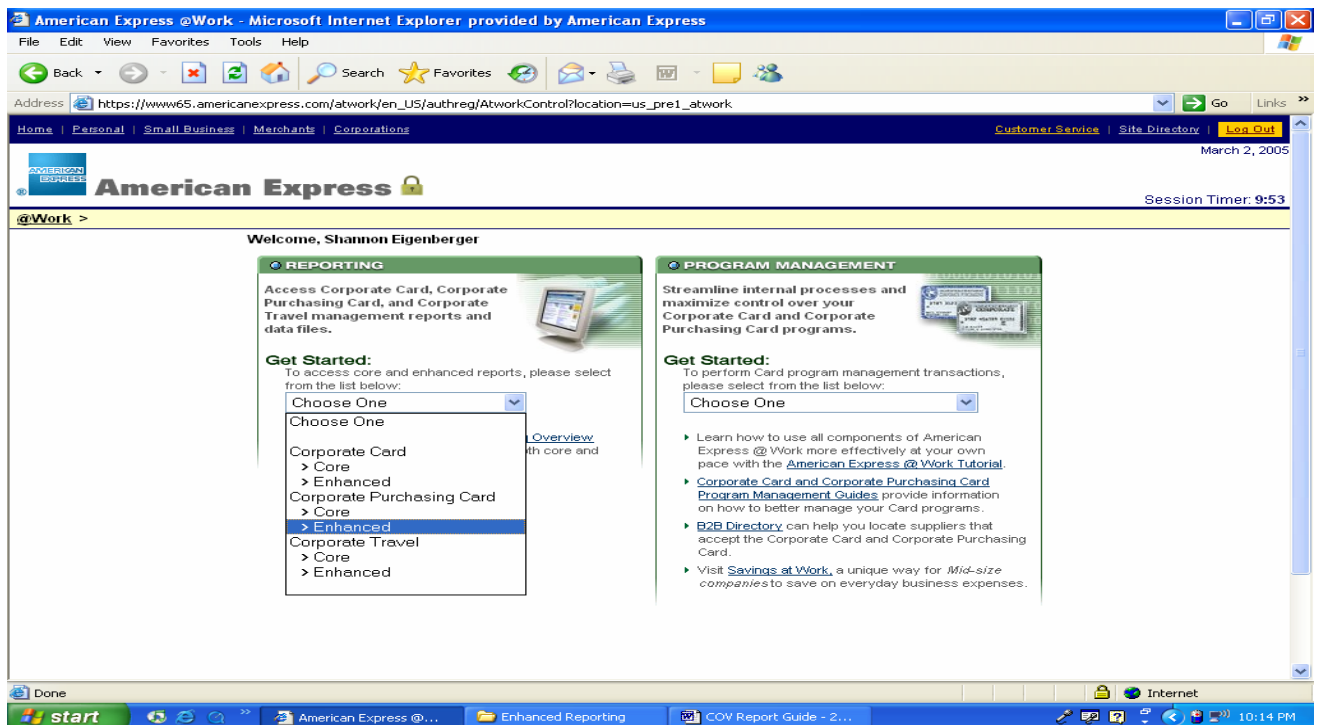 American Express @Work - Microsoft Internet Explorer provided by American Express
File Edit View Favorites Tools Help
Back Search Favorites
Address https://www65.americanexpress.com/atwork/en_US/authreg/AtworkControl?location=us_pre1_atwork Go Links »
Home | Personal | Small Business | Merchants | Corporations Customer Service | Site Directory | Log Out
March 2, 2005
AMERICAN
EXPRESS
®
American Express
Session Timer: 9:53
@Work >
Welcome, Shannon Eigenberger
REPORTING
Access Corporate Card, Corporate
Purchasing Card, and Corporate
Travel management reports and
data files.
Get Started:
To access core and enhanced reports, please select
from the list below:
Choose One
Choose One
Overview
Corporate Card
th core and
> Core
> Enhanced
Corporate Purchasing Card
> Core
> Enhanced
Corporate Travel
> Core
> Enhanced
PROGRAM MANAGEMENT
Streamline internal processes and
maximize control over your
Corporate Card and Corporate
Purchasing Card programs.
Get Started:
To perform Card program management transactions,
please select from the list below:
Choose One
Learn how to use all components of American
Express @ Work more effectively at your own
pace with the American Express @ Work Tutorial.
Corporate Card and Corporate Purchasing Card
Program Management Guides provide information
on how to better manage your Card programs.
B2B Directory can help you locate suppliers that
accept the Corporate Card and Corporate Purchasing
Card.
Visit Savings at Work, a unique way for Mid-size
companies to save on everyday business expenses.
Done Internet
start » American Express @... Enhanced Reporting COV Report Guide - 2... 10:14 PM